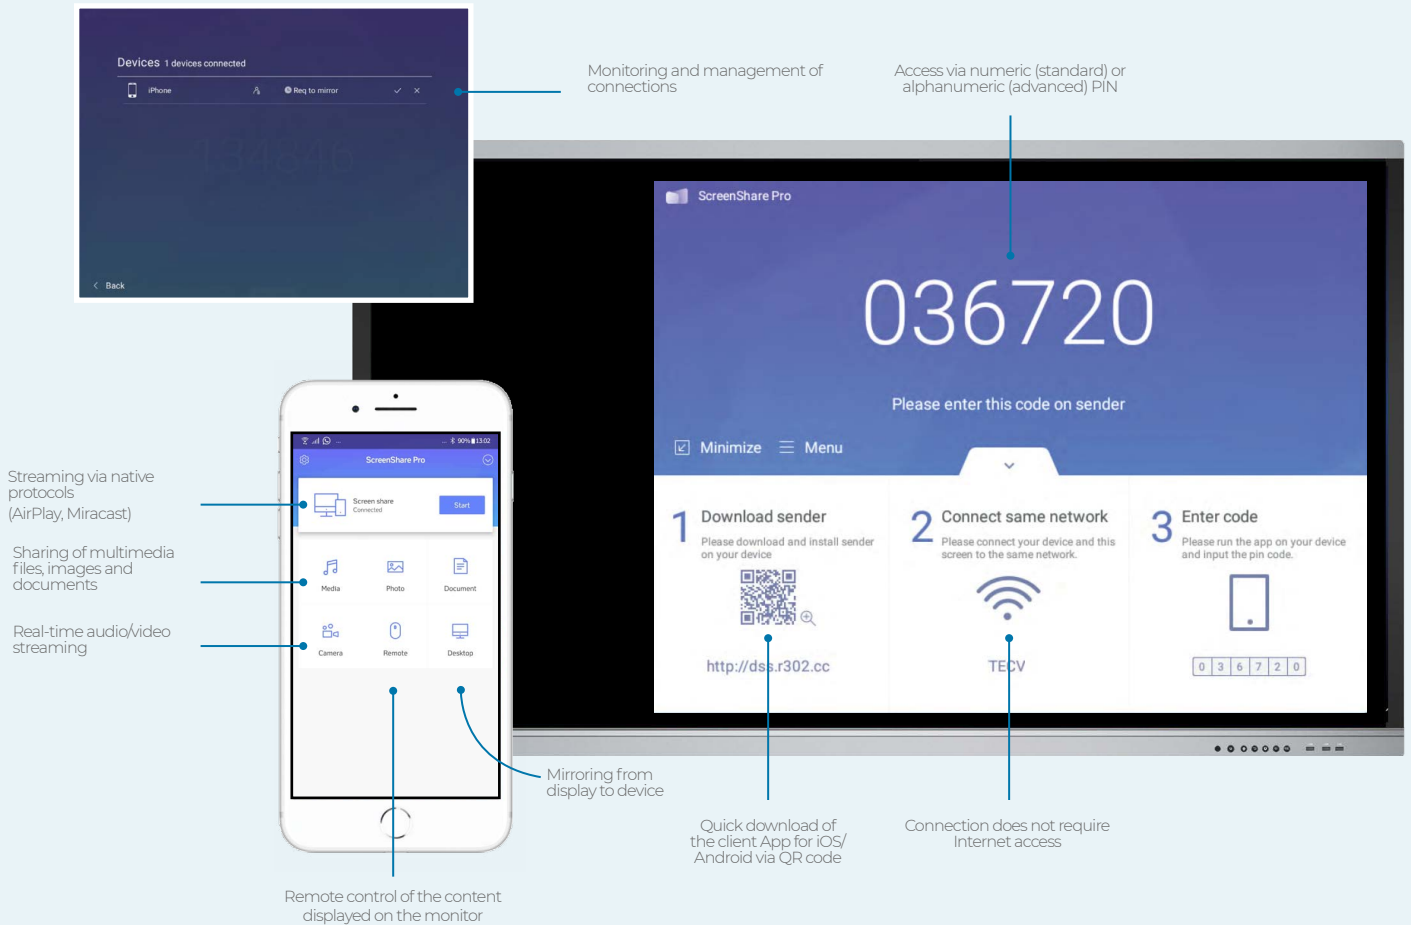 Devices 1 devices connected
iPhone
Req to mirror
134846
Back
Monitoring and management of
connections
Access via numeric (standard) or
alphanumeric (advanced) PIN
ScreenShare Pro
036720
Please enter this code on sender
Minimize
Menu
1 Download sender
Please download and install sender
on your device
http://dss.r302.cc
2 Connect same network
Please connect your device and this
screen to the same network.
TECV
3 Enter code
Please run the app on your device
and input the pin code.
0 3 6 7 2 0
... ... 90% 13:02
ScreenShare Pro
Screen share
Connected
Start
Media
Photo
Document
Camera
Remote
Desktop
Streaming via native
protocols
(AirPlay, Miracast)
Sharing of multimedia
files, images and
documents
Real-time audio/video
streaming
Mirroring from
display to device
Remote control of the content
displayed on the monitor
Quick download of
the client App for iOS/
Android via QR code
Connection does not require
Internet access